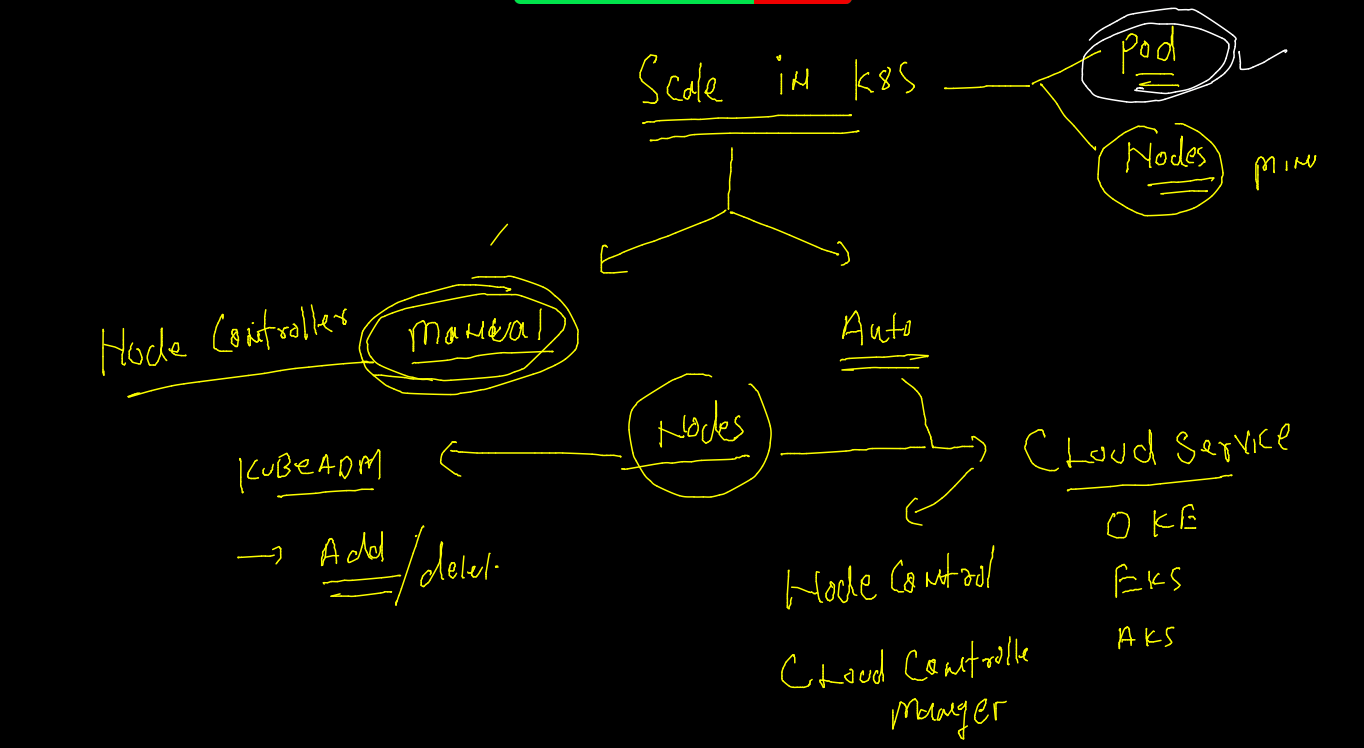 Scale in K8S
Pod
Nodes
MIN
Node Controller
Manual
Auto
Nodes
KUBEADM
Cloud Service
→ Add / delet.
OKE
EKS
AKS
Node Control
Cloud Controlle
Manager